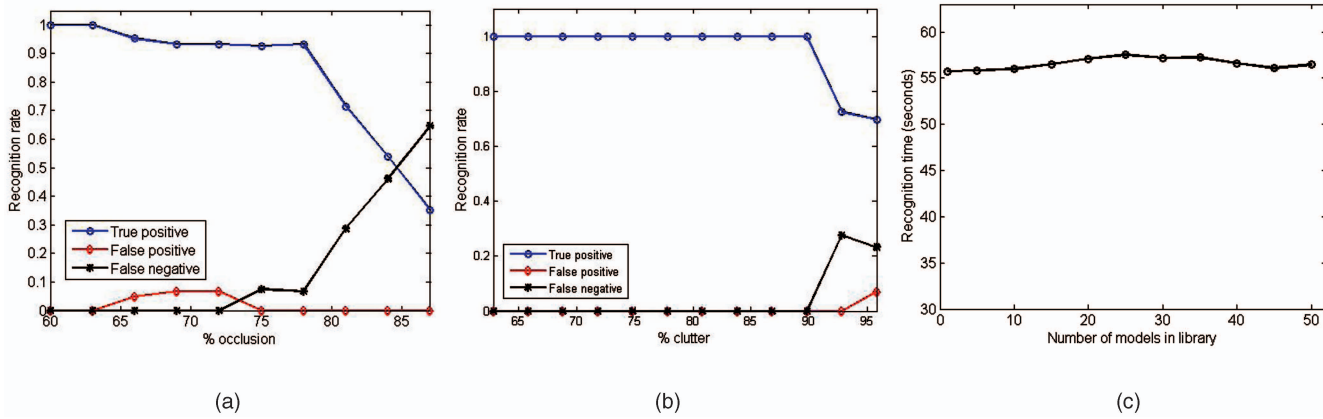 Recognition rate
1
0.9
0.8
0.7
0.6
0.5
0.4
0.3
0.2
0.1
0
60 65 70 75 80 85
% occlusion
True positive
False positive
False negative
(a)
Recognition rate
1
0.8
0.6
0.4
0.2
0
65 70 75 80 85 90 95
% clutter
True positive
False positive
False negative
(b)
Recognition time (seconds)
60
55
50
45
40
35
30
0 10 20 30 40 50
Number of models in library
(c)